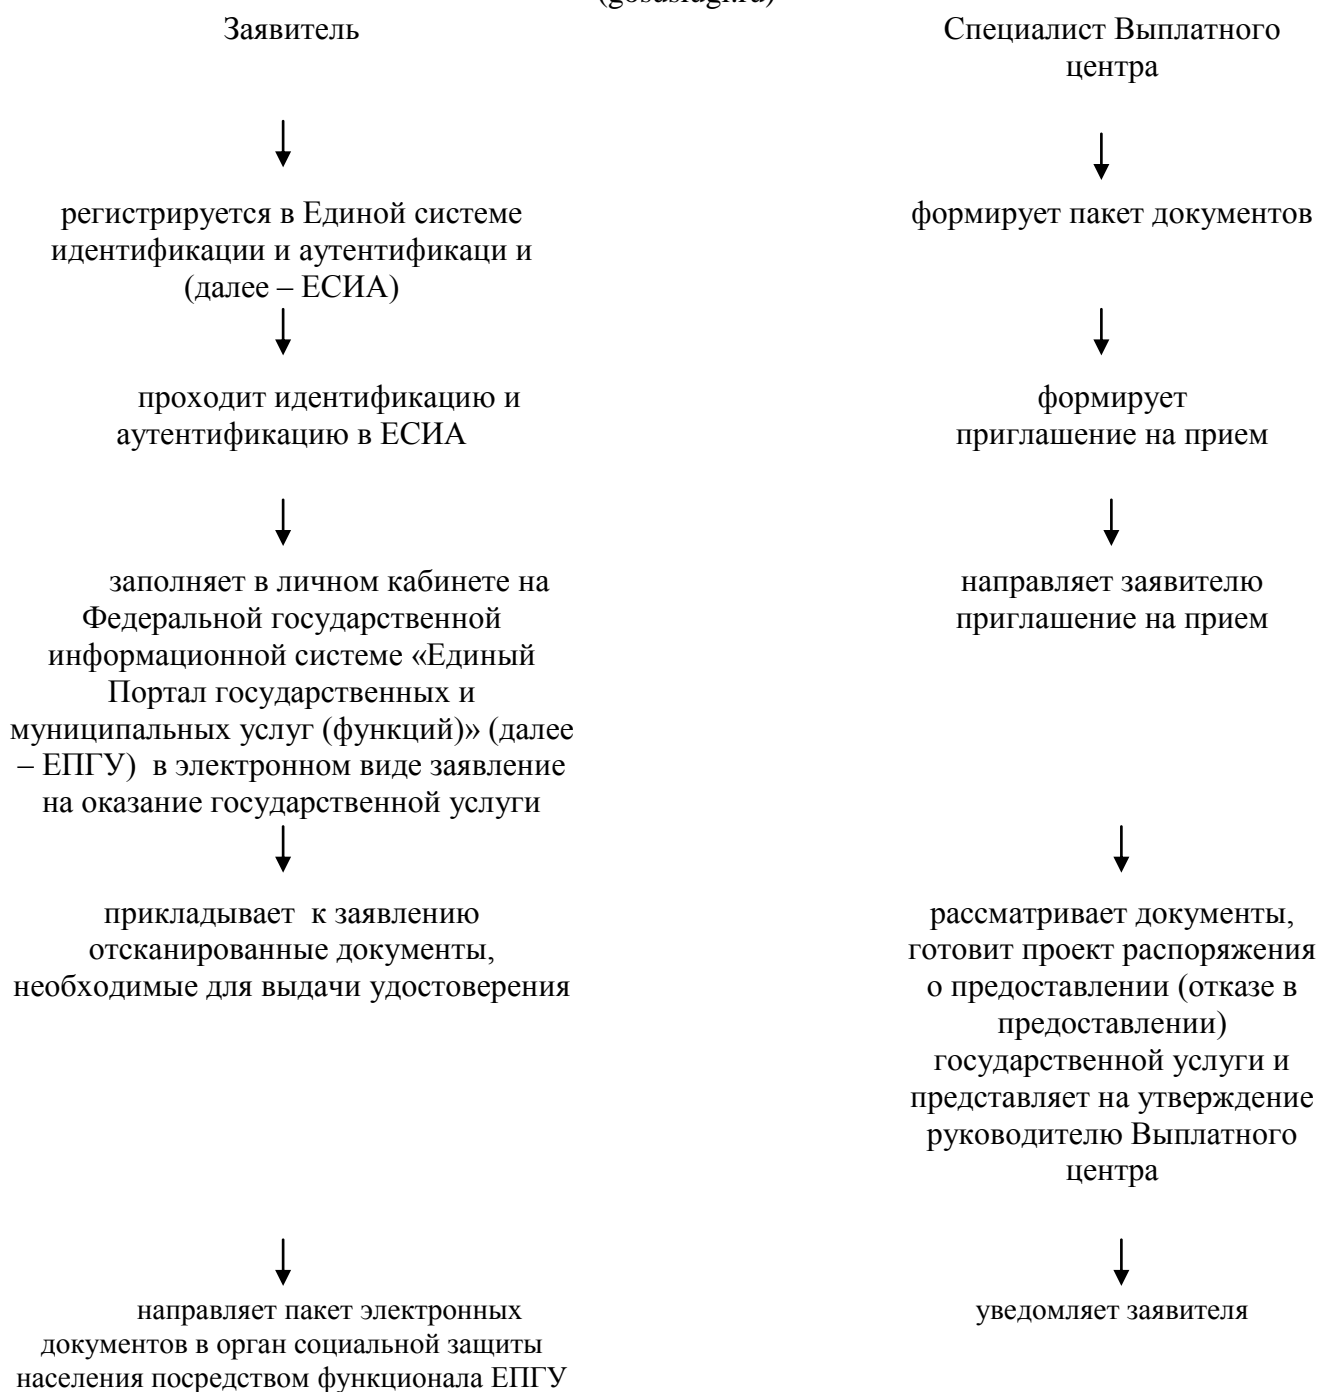 (gosuslugi.ru)
Заявитель
регистрируется в Единой системе
идентификации и аутентификаци и
(далее – ЕСИА)
проходит идентификацию и
аутентификацию в ЕСИА
заполняет в личном кабинете на
Федеральной государственной
информационной системе «Единый
Портал государственных и
муниципальных услуг (функций)» (далее
– ЕПГУ)  в электронном виде заявление
на оказание государственной услуги
прикладывает  к заявлению
отсканированные документы,
необходимые для выдачи удостоверения
направляет пакет электронных
документов в орган социальной защиты
населения посредством функционала ЕПГУ
Специалист Выплатного
центра
формирует пакет документов
формирует
приглашение на прием
направляет заявителю
приглашение на прием
рассматривает документы,
готовит проект распоряжения
о предоставлении (отказе в
предоставлении)
государственной услуги и
представляет на утверждение
руководителю Выплатного
центра
уведомляет заявителя